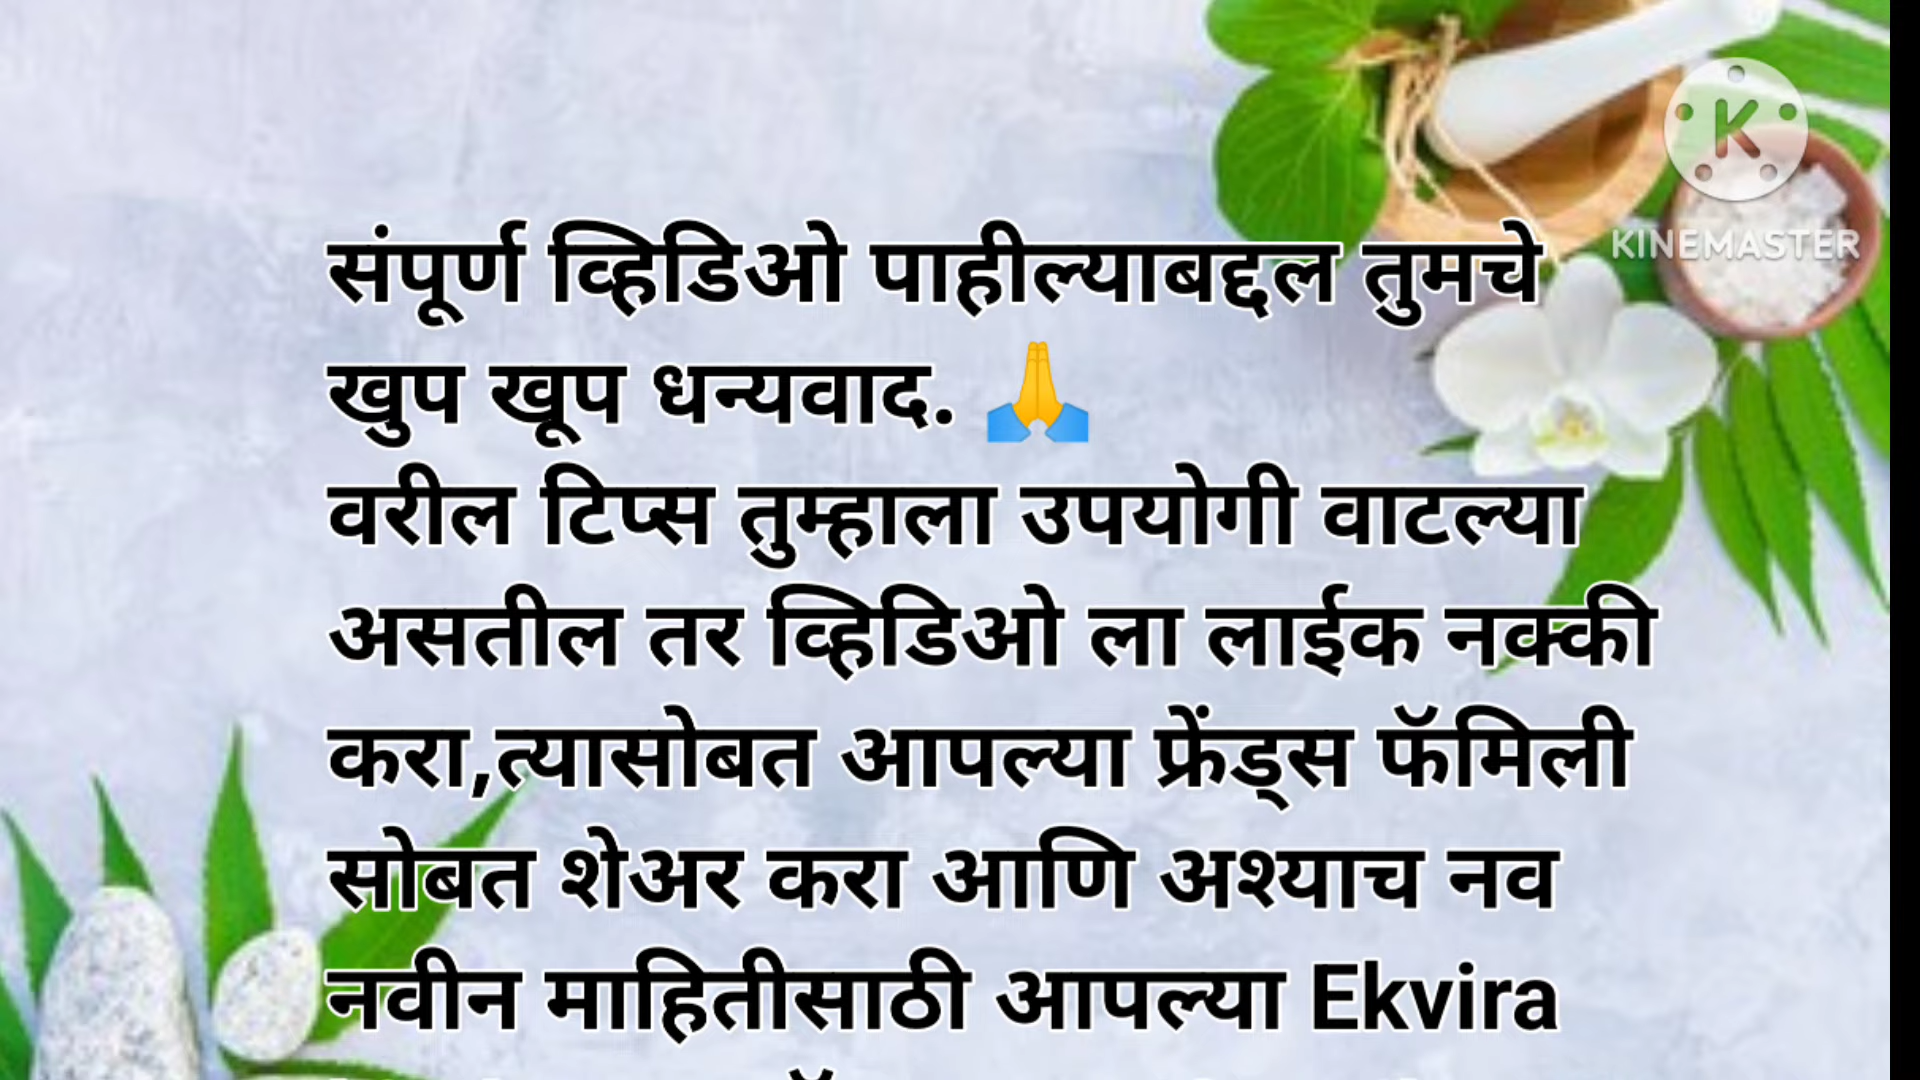 KINEMASTER
संपूर्ण व्हिडिओ पाहील्याबद्दल तुमचे
खुप खूप धन्यवाद. 🙏
वरील टिप्स तुम्हाला उपयोगी वाटल्या
असतील तर व्हिडिओ ला लाईक नक्की
करा,त्यासोबत आपल्या फ्रेंड्स फॅमिली
सोबत शेअर करा आणि अश्याच नव
नवीन माहितीसाठी आपल्या Ekvira